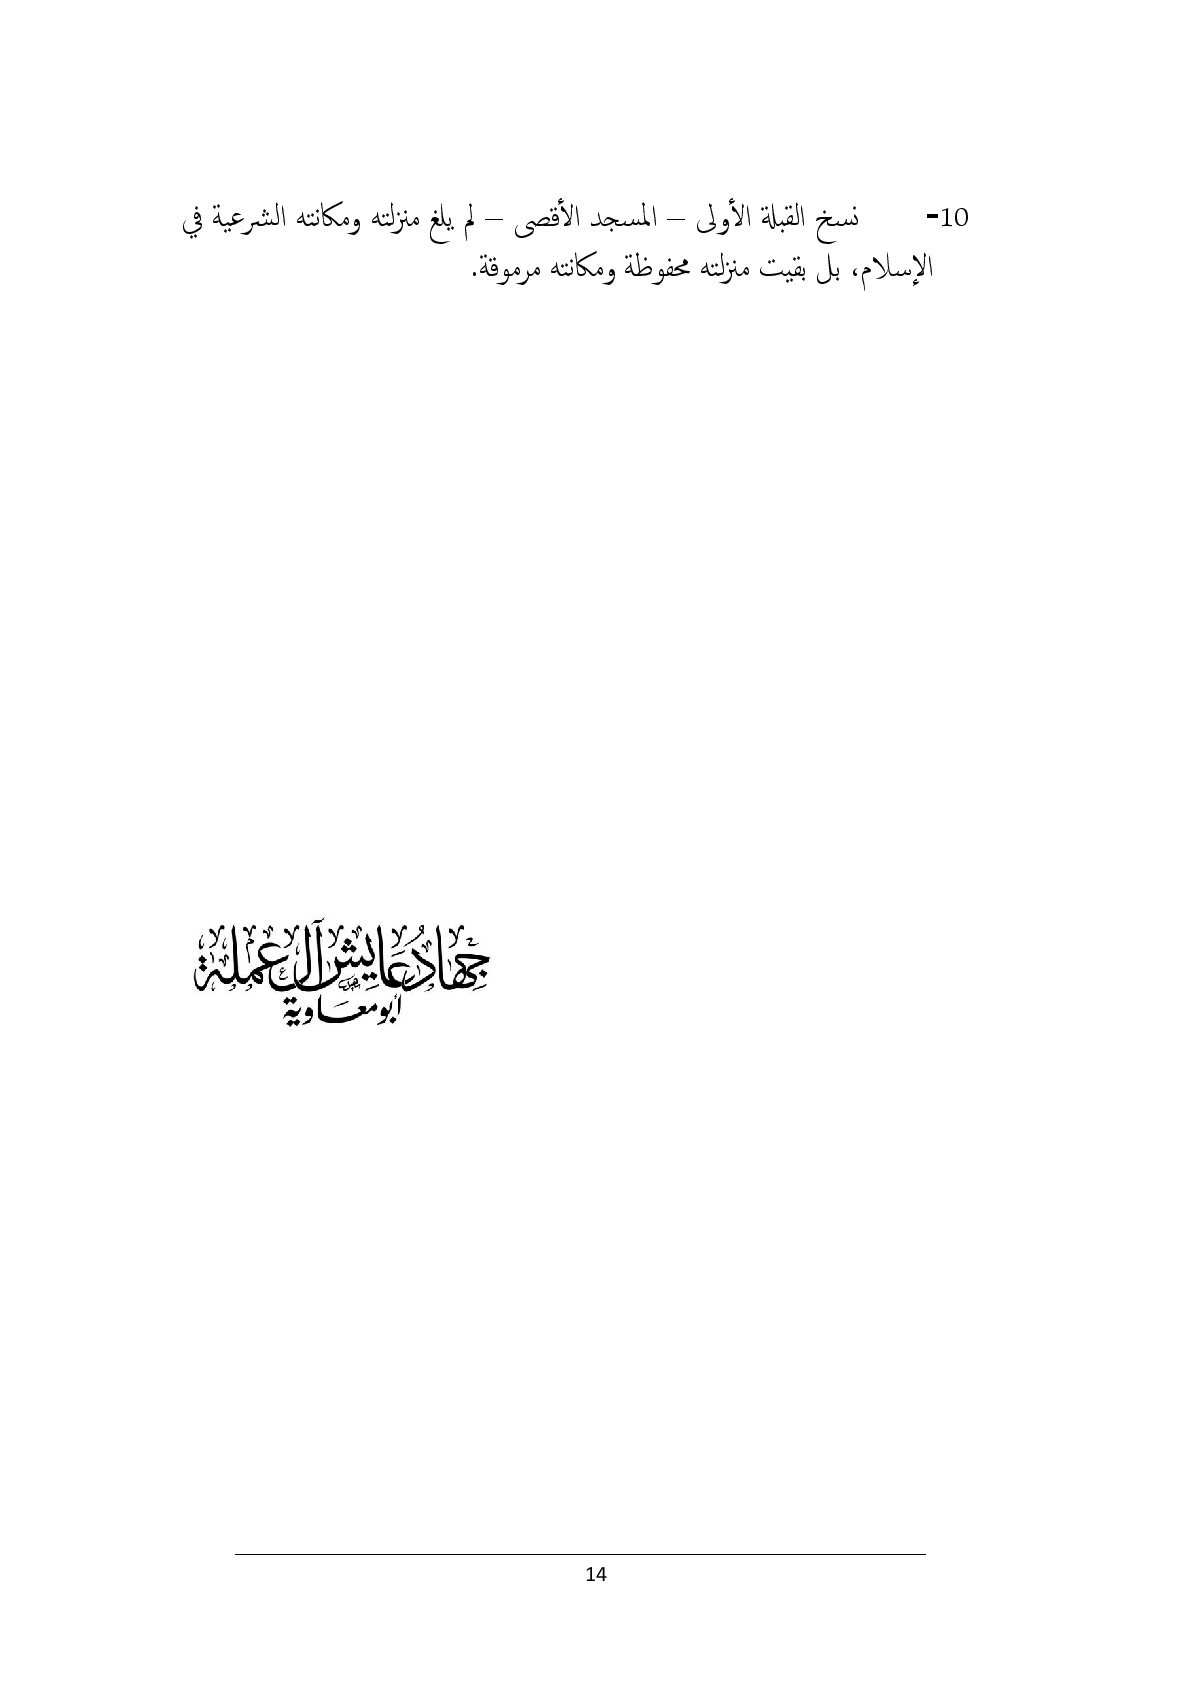 10- نسخ القبلة الأولى – المسجد الأقصى – لم يلغ منزلته ومكانته الشرعية في
الإسلام، بل بقيت منزلته محفوظة ومكانته مرموقة.
جهاد عايش آل عملة
أبو معاوية
14